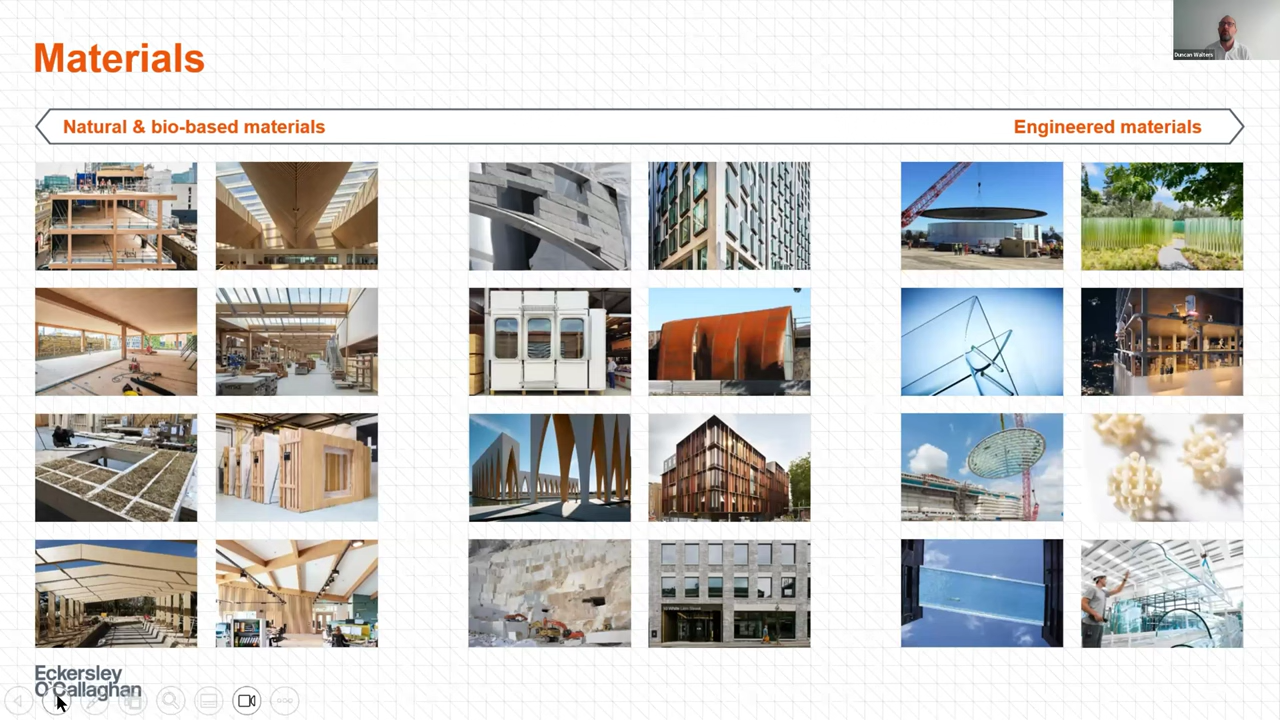 Materials
Duncan Walters
Natural & bio-based materials
Engineered materials
Eckersley
O'Callaghan